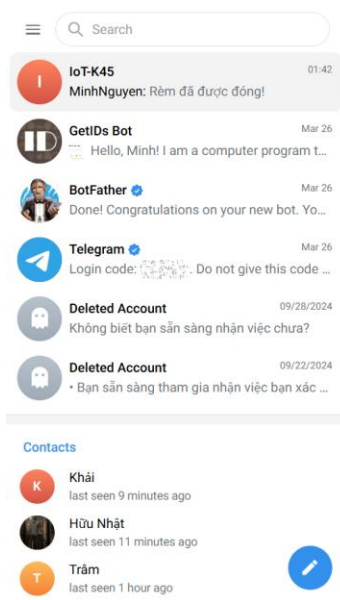 Search
IoT-K45 01:42
MinhNguyen: Rèm đã được đóng!
GetIDs Bot Mar 26
Hello, Minh! I am a computer program t...
BotFather Mar 26
Done! Congratulations on your new bot. Yo...
Telegram Mar 26
Login code: . Do not give this code ...
Deleted Account 09/28/2024
Không biết bạn sẵn sàng nhận việc chưa?
Deleted Account 09/22/2024
• Bạn sẵn sàng tham gia nhận việc bạn xác ...
Contacts
Khải
last seen 9 minutes ago
Hữu Nhật
last seen 11 minutes ago
Trâm
last seen 1 hour ago